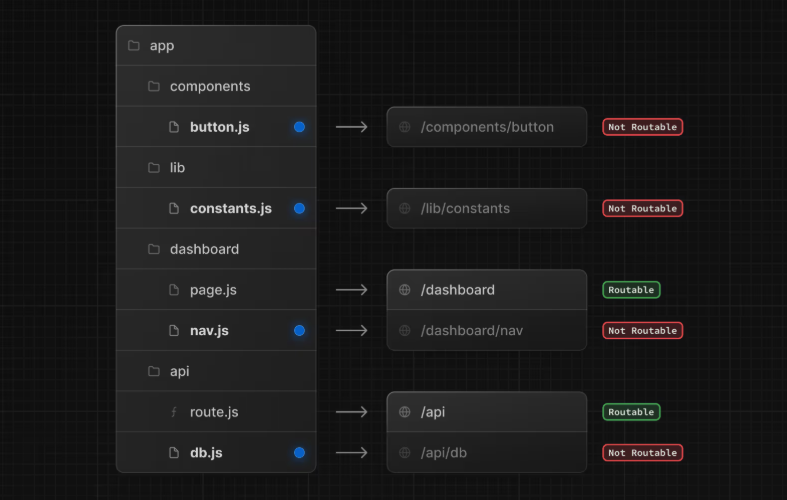 app
components
button.js /components/button Not Routable
lib
constants.js /lib/constants Not Routable
dashboard
page.js /dashboard Routable
nav.js /dashboard/nav Not Routable
api
route.js /api Routable
db.js /api/db Not Routable